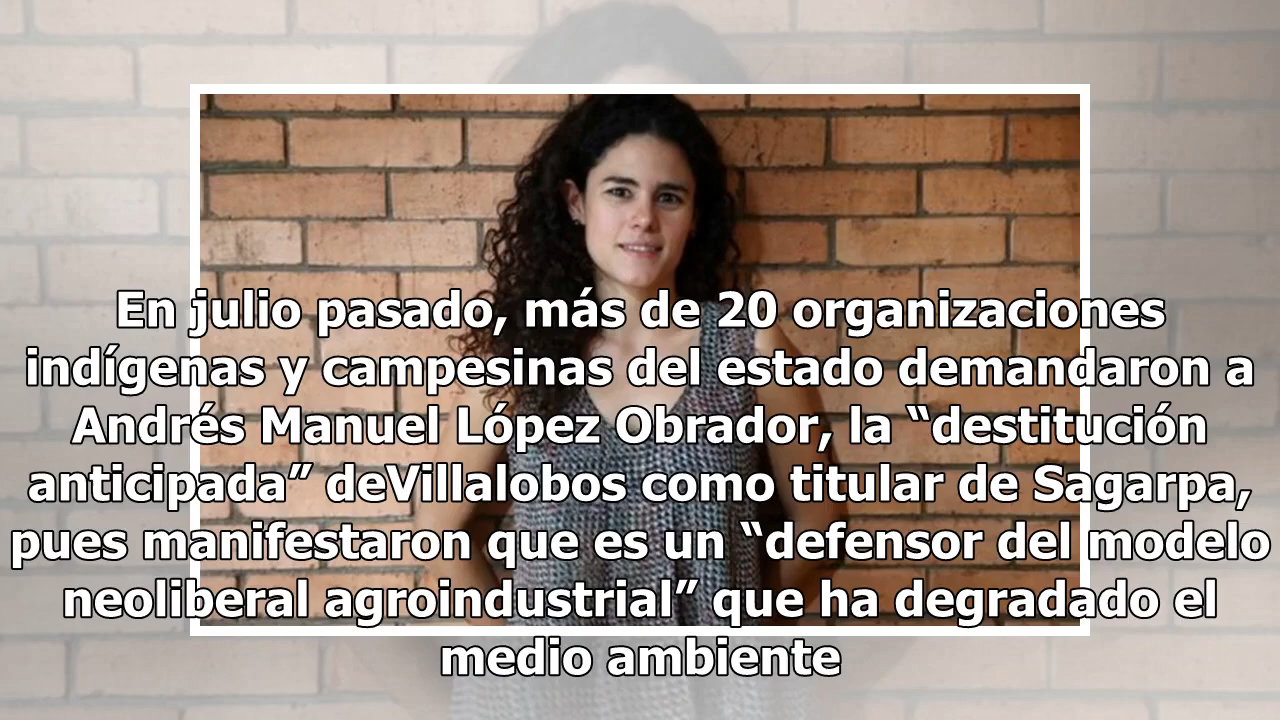 En julio pasado, más de 20 organizaciones
indígenas y campesinas del estado demandaron a
Andrés Manuel López Obrador, la “destitución
anticipada” deVillalobos como titular de Sagarpa,
pues manifestaron que es un “defensor del modelo
neoliberal agroindustrial” que ha degradado el
medio ambiente